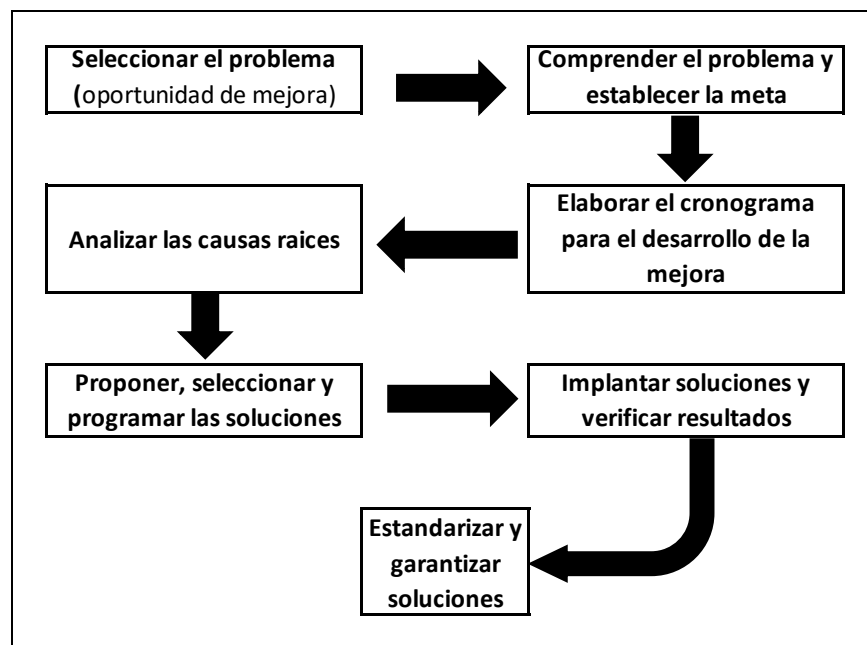 Seleccionar el problema
(oportunidad de mejora)
Comprender el problema y
establecer la meta
Elaborar el cronograma
para el desarrollo de la
mejora
Analizar las causas raices
Proponer, seleccionar y
programar las soluciones
Implantar soluciones y
verificar resultados
Estandarizar y
garantizar
soluciones